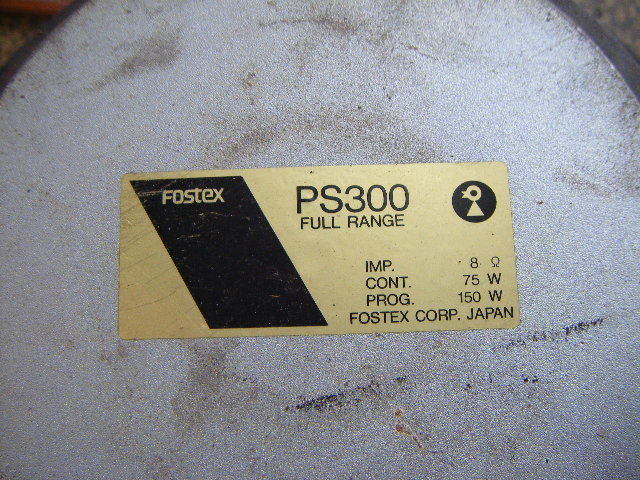 Fostex
PS300
FULL RANGE
IMP. 8 Ω
CONT. 75 W
PROG. 150 W
FOSTEX CORP. JAPAN